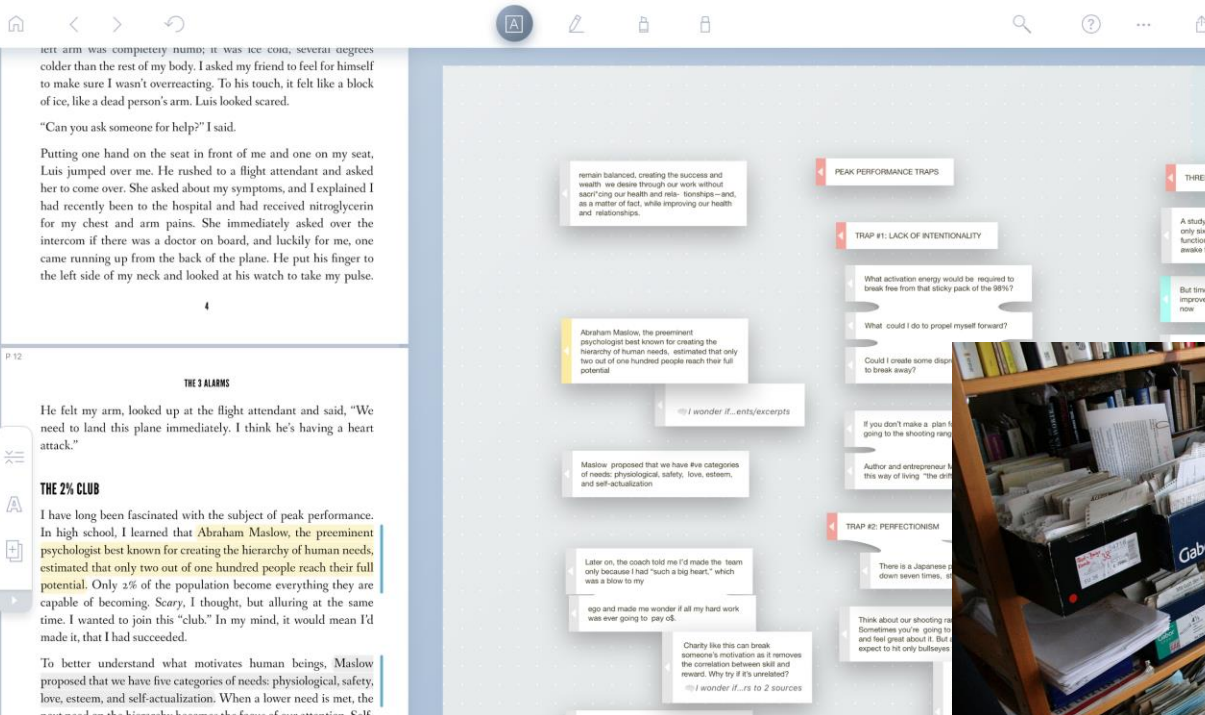 left arm was completely numb; it was ice cold, several degrees
colder than the rest of my body. I asked my friend to feel for himself
to make sure I wasn't overreacting. To his touch, it felt like a block
of ice, like a dead person's arm. Luis looked scared.
"Can you ask someone for help?" I said.
Putting one hand on the seat in front of me and one on my seat,
Luis jumped over me. He rushed to a flight attendant and asked
her to come over. She asked about my symptoms, and I explained I
had recently been to the hospital and had received nitroglycerin
for my chest and arm pains. She immediately asked over the
intercom if there was a doctor on board, and luckily for me, one
came running up from the back of the plane. He put his finger to
the left side of my neck and looked at his watch to take my pulse.
4
P 12
THE 3 ALARMS
He felt my arm, looked up at the flight attendant and said, "We
need to land this plane immediately. I think he's having a heart
attack."
THE 2% CLUB
I have long been fascinated with the subject of peak performance.
In high school, I learned that Abraham Maslow, the preeminent
psychologist best known for creating the hierarchy of human needs,
estimated that only two out of one hundred people reach their full
potential. Only 2% of the population become everything they are
capable of becoming. Scary, I thought, but alluring at the same
time. I wanted to join this "club." In my mind, it would mean I'd
made it, that I had succeeded.
To better understand what motivates human beings, Maslow
proposed that we have five categories of needs: physiological, safety,
love, esteem, and self-actualization. When a lower need is met, the
next need on the hierarchy becomes the focus of our attention. Self-
remain balanced, creating the success and
wealth we desire through our work without
sacri"cing our health and rela- tionships—and,
as a matter of fact, while improving our health
and relationships.
Abraham Maslow, the preeminent
psychologist best known for creating the
hierarchy of human needs, estimated that only
two out of one hundred people reach their full
potential
I wonder if...ents/excerpts
Maslow proposed that we have #ve categories
of needs: physiological, safety, love, esteem,
and self-actualization
Later on, the coach told me I'd made the team
only because I had "such a big heart," which
was a blow to my
ego and made me wonder if all my hard work
was ever going to pay o$.
Charity like this can break
someone's motivation as it removes
the correlation between skill and
reward. Why try if it's unrelated?
I wonder if...rs to 2 sources
PEAK PERFORMANCE TRAPS
TRAP #1: LACK OF INTENTIONALITY
What activation energy would be required to
break free from that sticky pack of the 98%?
What could I do to propel myself forward?
Could I create some dispr
to break away?
If you don't make a plan f
going to the shooting rang
Author and entrepreneur M
this way of living "the drif
TRAP #2: PERFECTIONISM
There is a Japanese p
down seven times, st
Think about our shooting ra
Sometimes you're going to
and feel great about it. But a
expect to hit only bullseyes
THRE
A study
only six
functio
awake
But tim
improve
now
Gab